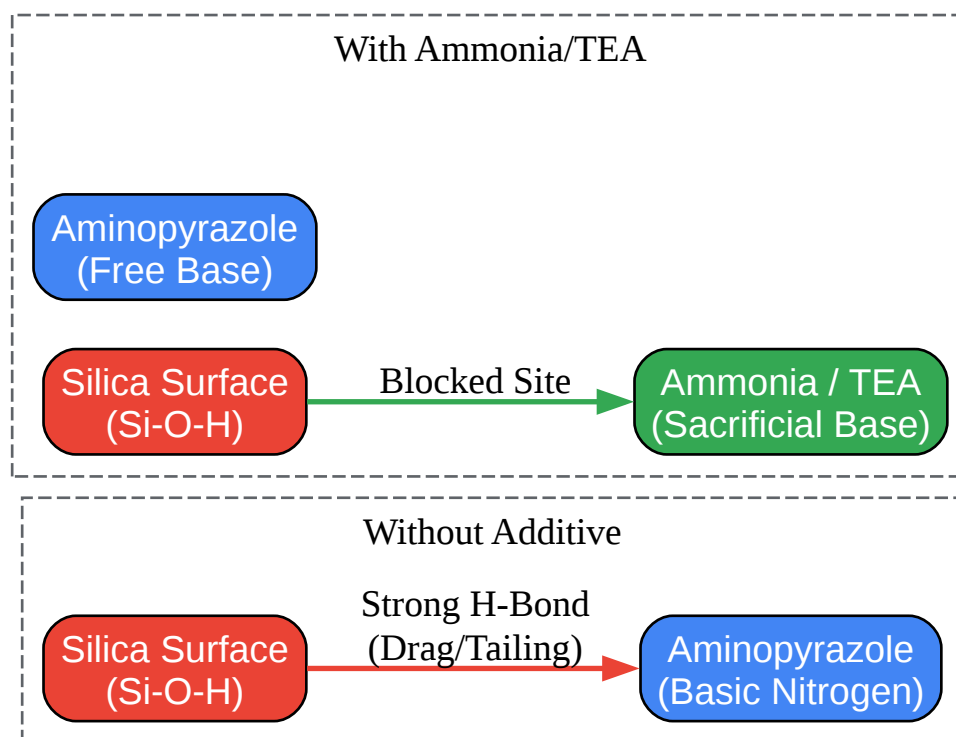 With Ammonia/TEA
Aminopyrazole
(Free Base)
Silica Surface
(Si-O-H)
Blocked Site
Ammonia / TEA
(Sacrificial Base)
Without Additive
Silica Surface
(Si-O-H)
Strong H-Bond
(Drag/Tailing)
Aminopyrazole
(Basic Nitrogen)